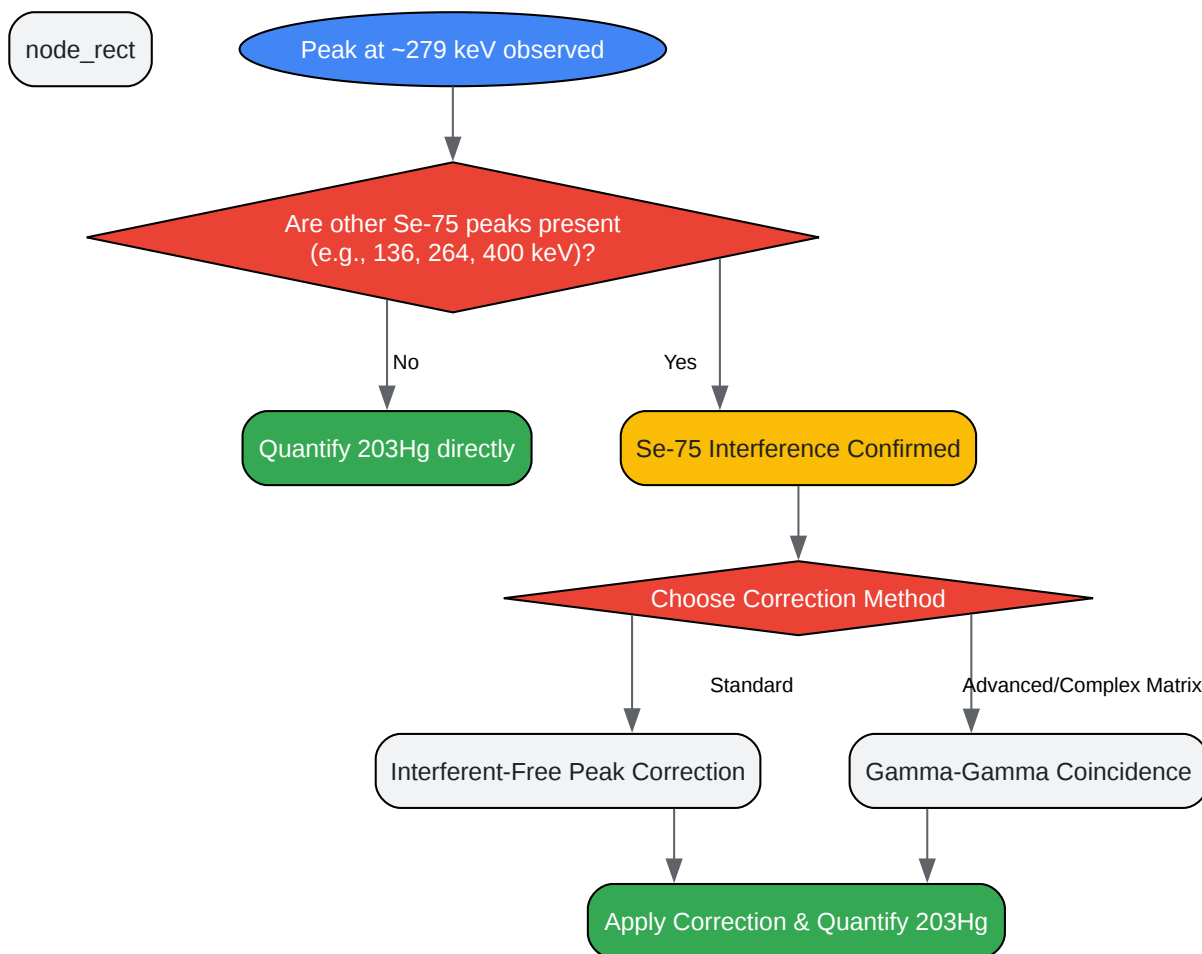 node_rect
Peak at ~279 keV observed
Are other Se-75 peaks present
(e.g., 136, 264, 400 keV)?
No
Yes
Quantify 203Hg directly
Se-75 Interference Confirmed
Choose Correction Method
Standard
Advanced/Complex Matrix
Interferent-Free Peak Correction
Gamma-Gamma Coincidence
Apply Correction & Quantify 203Hg